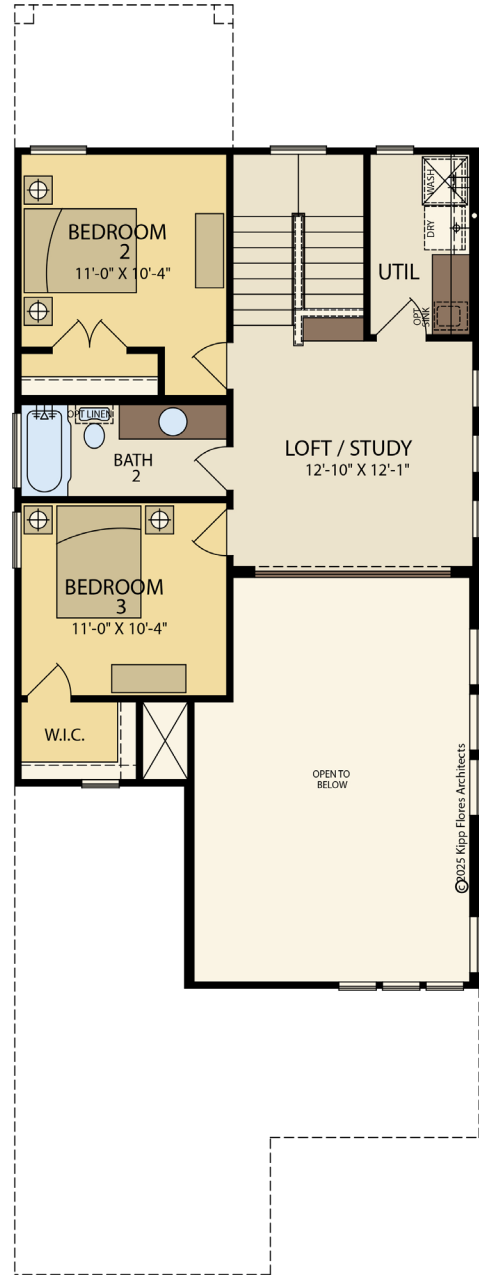 BEDROOM
2
11'-0" X 10'-4"
WASH
DRY
UTIL
OPT
SINK
OPT LINEN
BATH
2
LOFT / STUDY
12'-10" X 12'-1"
BEDROOM
3
11'-0" X 10'-4"
W.I.C.
OPEN TO
BELOW
©2025 Kipp Flores Architects